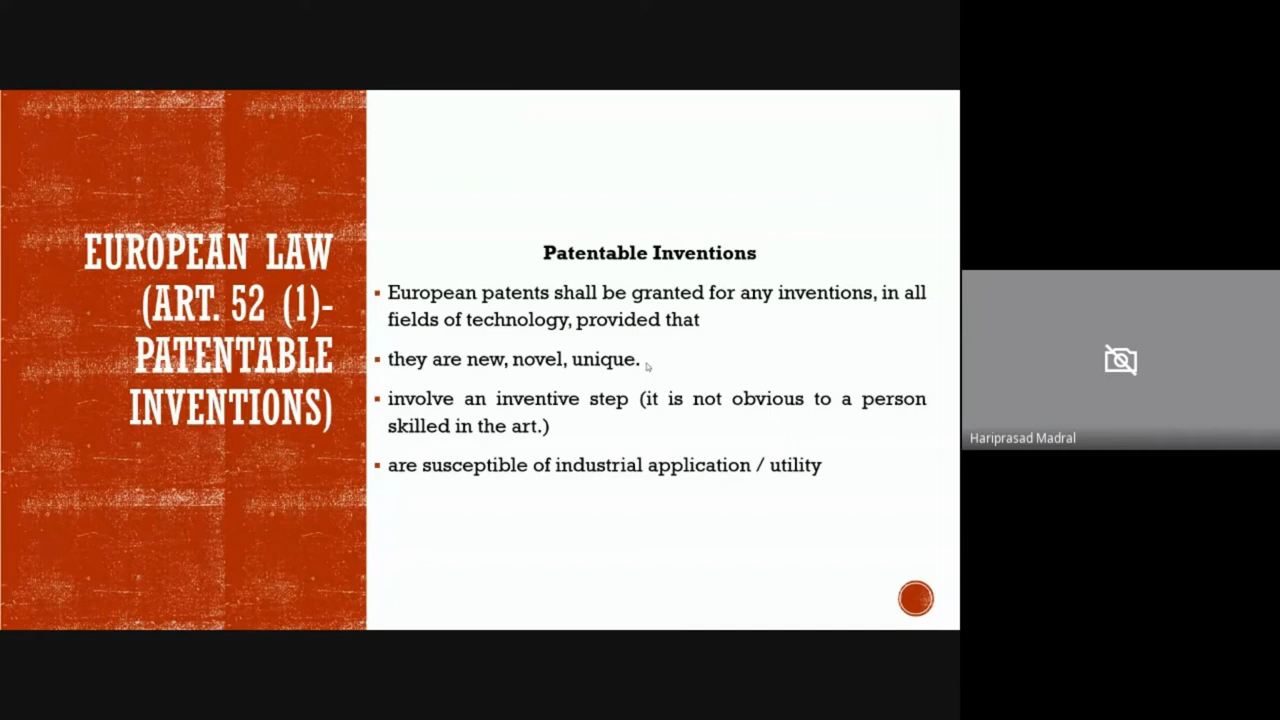 EUROPEAN LAW
(ART. 52 (1)-
PATENTABLE
INVENTIONS)
Patentable Inventions
European patents shall be granted for any inventions, in all
fields of technology, provided that
they are new, novel, unique.
involve an inventive step (it is not obvious to a person
skilled in the art.)
are susceptible of industrial application / utility
Hariprasad Madral